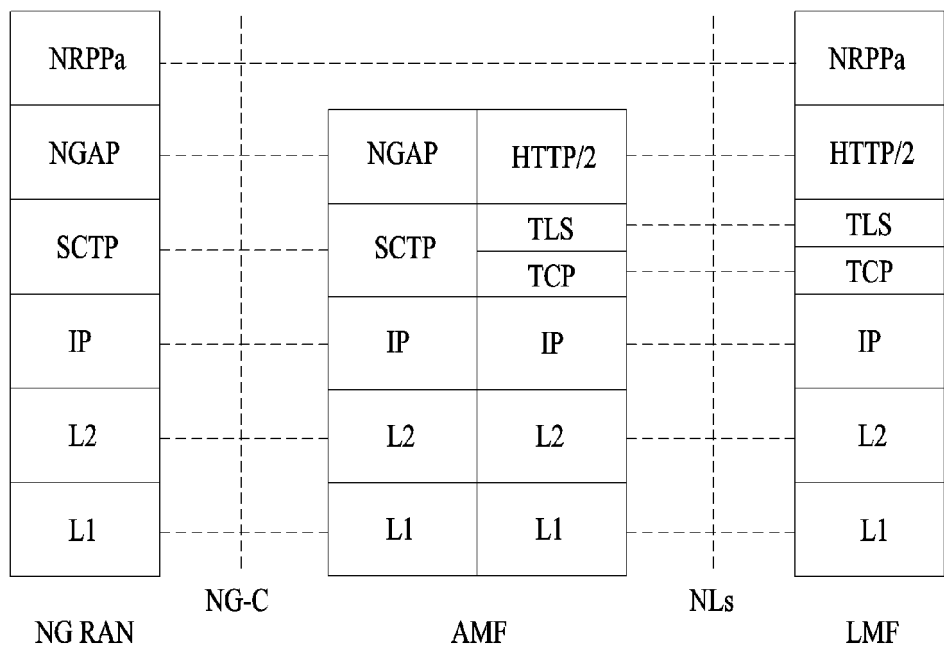 NRPPa NRPPa
NGAP NGAP HTTP/2 HTTP/2
SCTP SCTP TLS TLS
TCP TCP
IP IP IP IP
L2 L2 L2 L2
L1 L1 L1 L1
NG-C NLs
NG RAN AMF LMF